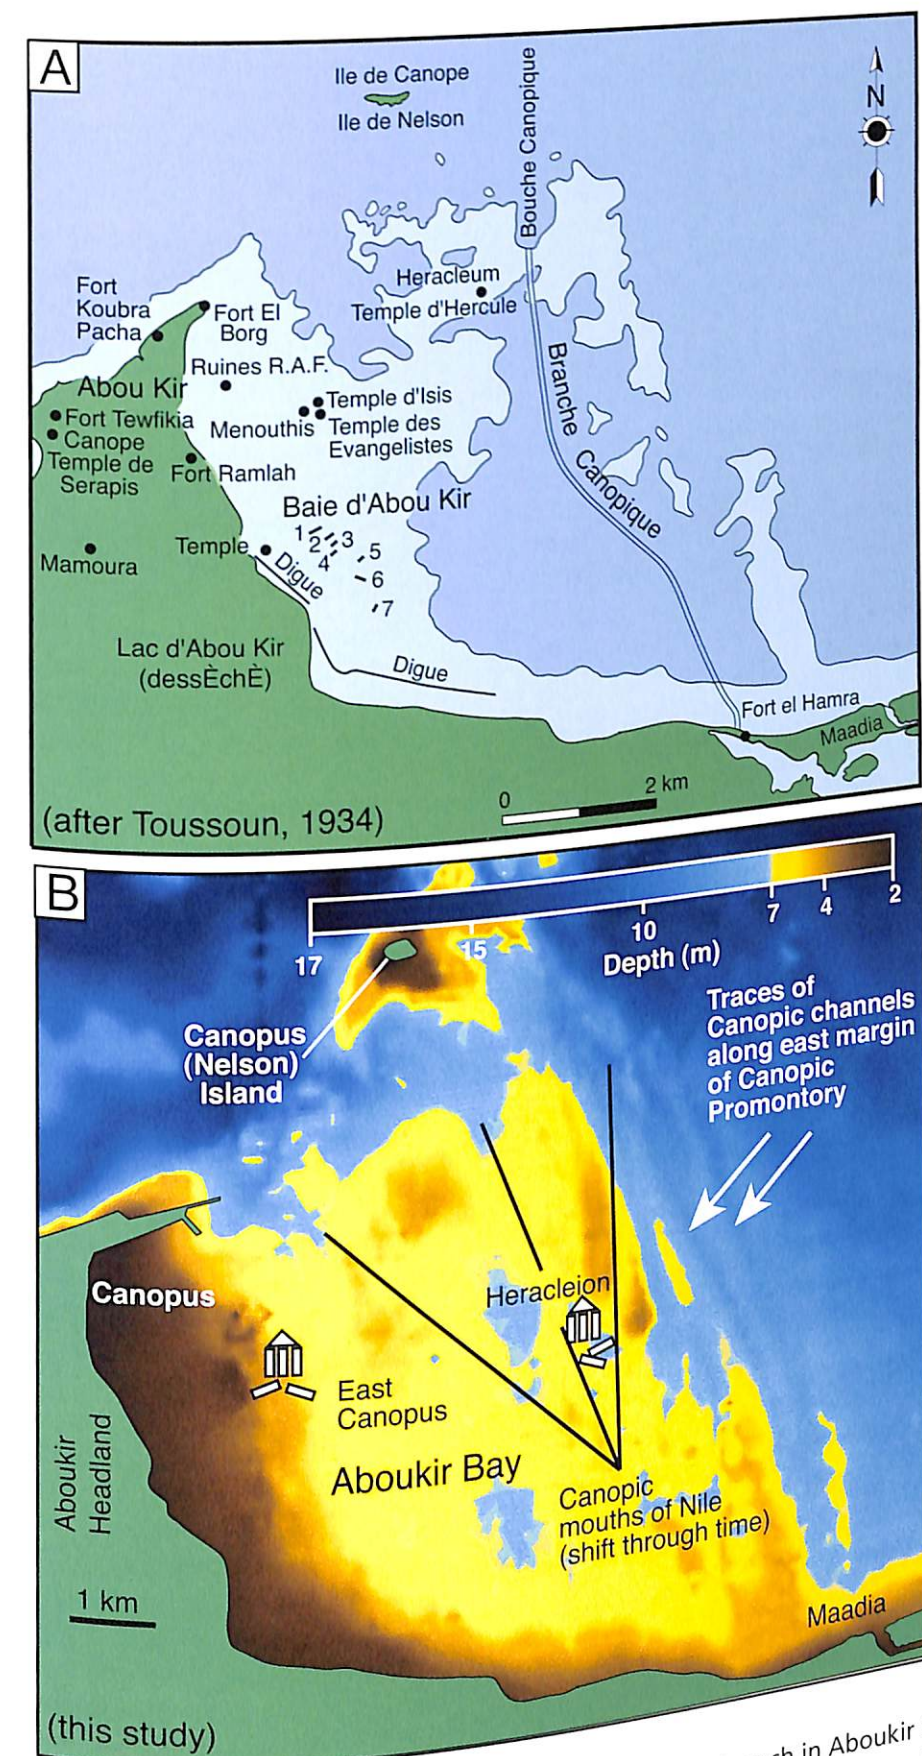 A
Ile de Canope
Ile de Nelson
Bouche Canopique
N
Heracleum
Temple d'Hercule
Fort
Koubra
Pacha
Fort El
Borg
Ruines R.A.F.
Abou Kir
Temple d'Isis
Fort Tewfikia
Menouthis
Temple des
Evangelistes
Canope
Temple de
Serapis
Fort Ramlah
Branche
Canopique
Baie d'Abou Kir
1
2
3
4
5
6
7
Temple
Mamoura
Digue
Lac d'Abou Kir
(dessÈchÈ)
Digue
Fort el Hamra
Maadia
0
2 km
(after Toussoun, 1934)
B
17
15
10
7
4
2
Depth (m)
Canopus
(Nelson)
Island
Traces of
Canopic channels
along east margin
of Canopic
Promontory
Canopus
Heracleion
East
Canopus
Aboukir
Headland
Aboukir Bay
Canopic
mouths of Nile
(shift through time)
1 km
Maadia
(this study)
in Aboukir